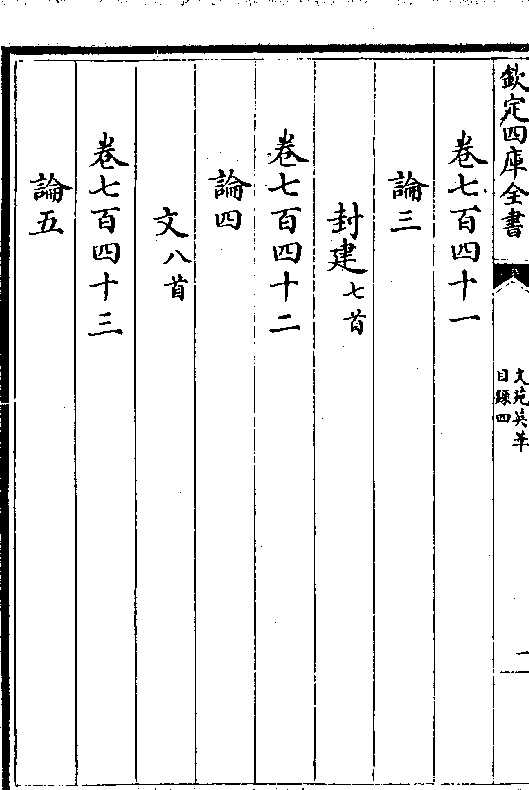 欽定四庫全書
文苑英華
目錄四
一
卷七百四十一
論三
封建七首
卷七百四十二
論四
文八首
卷七百四十三
論五